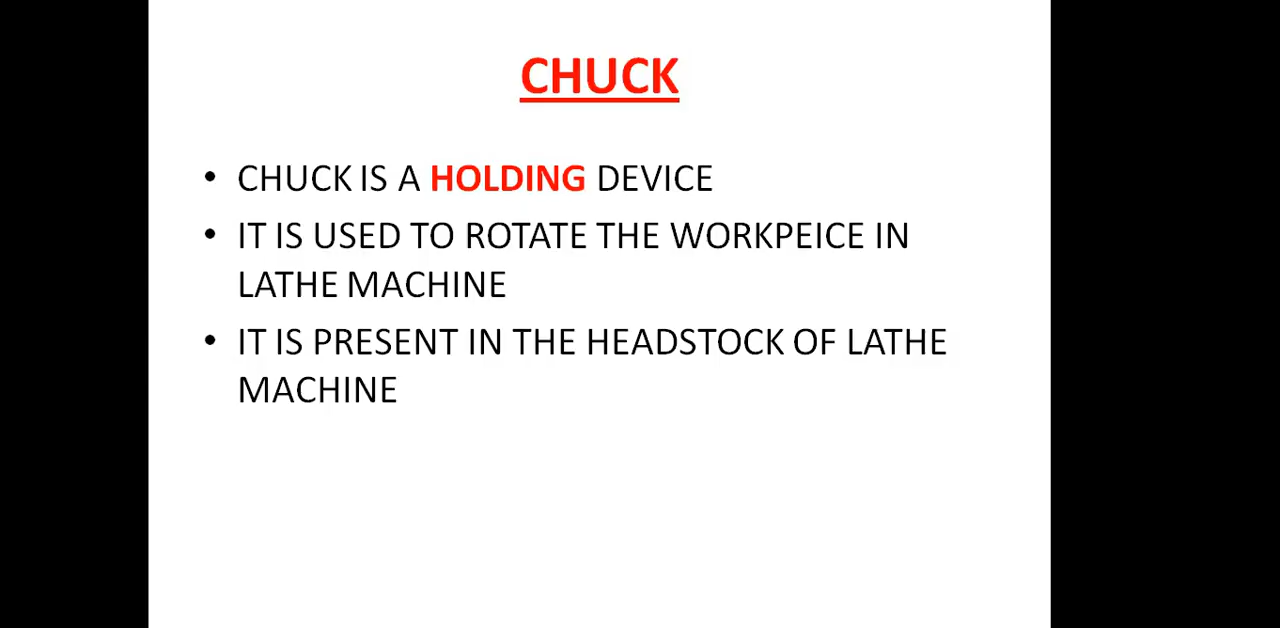 CHUCK
• CHUCK IS A HOLDING DEVICE
• IT IS USED TO ROTATE THE WORKPEICE IN
LATHE MACHINE
• IT IS PRESENT IN THE HEADSTOCK OF LATHE
MACHINE